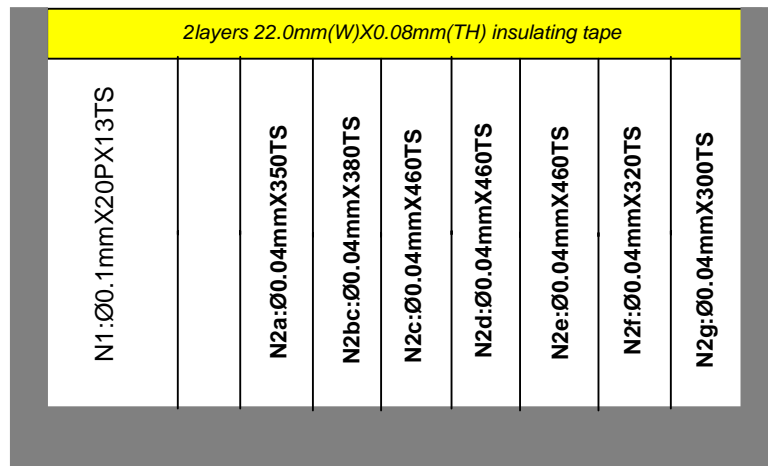 2layers 22.0mm(W)X0.08mm(TH) insulating tape
N1:Ø0.1mmX20PX13TS
N2a:Ø0.04mmX350TS
N2bc:Ø0.04mmX380TS
N2c:Ø0.04mmX460TS
N2d:Ø0.04mmX460TS
N2e:Ø0.04mmX460TS
N2f:Ø0.04mmX320TS
N2g:Ø0.04mmX300TS